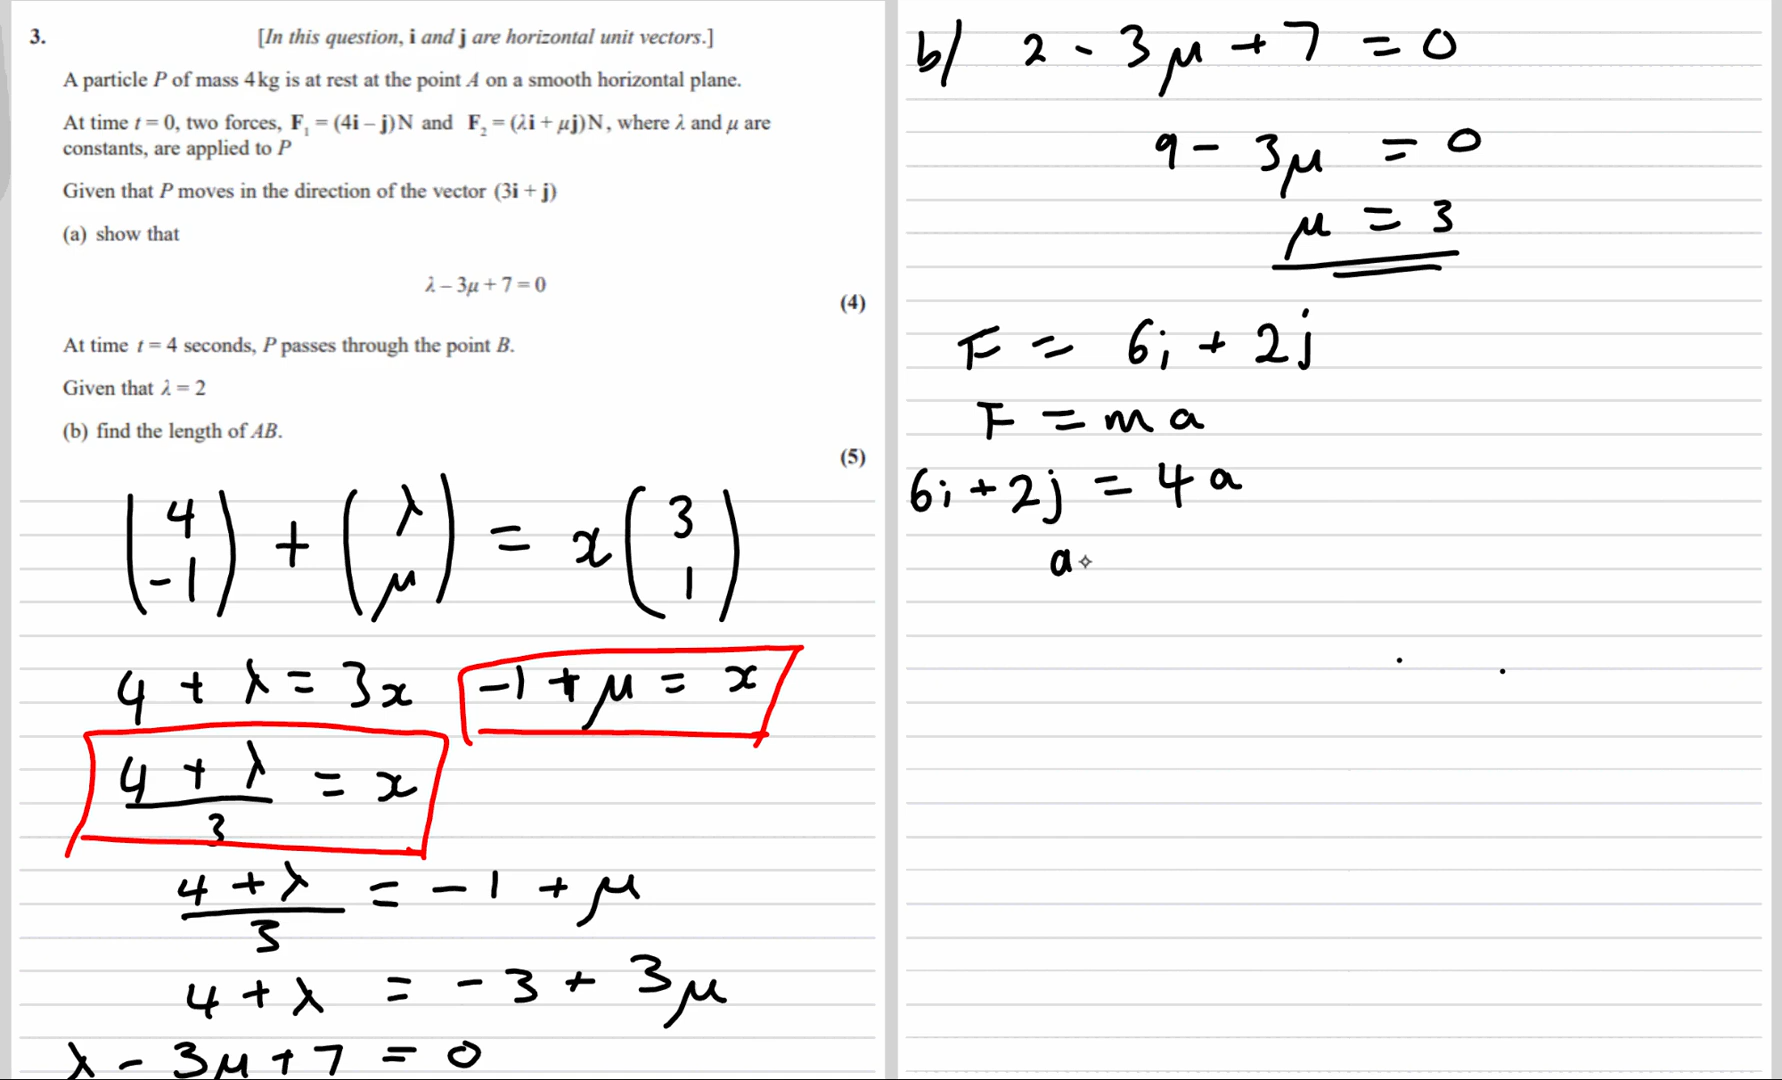 3.
[In this question, i and j are horizontal unit vectors.]
A particle P of mass 4 kg is at rest at the point A on a smooth horizontal plane.
At time t = 0, two forces, F₁ = (4i – j) N and F₂ = (λi + μj) N, where λ and μ are
constants, are applied to P
Given that P moves in the direction of the vector (3i + j)
(a) show that
λ – 3μ + 7 = 0
(4)
At time t = 4 seconds, P passes through the point B.
Given that λ = 2
(b) find the length of AB.
(5)
(4 -1) + (λ μ) = x (3 1)
4 + λ = 3x
-1 + μ = x
4 + λ / 3 = x
4 + λ / 3 = -1 + μ
4 + λ = -3 + 3μ
λ - 3μ + 7 = 0
b) 2 - 3μ + 7 = 0
9 - 3μ = 0
μ = 3
F = 6i + 2j
F = ma
6i + 2j = 4a
a